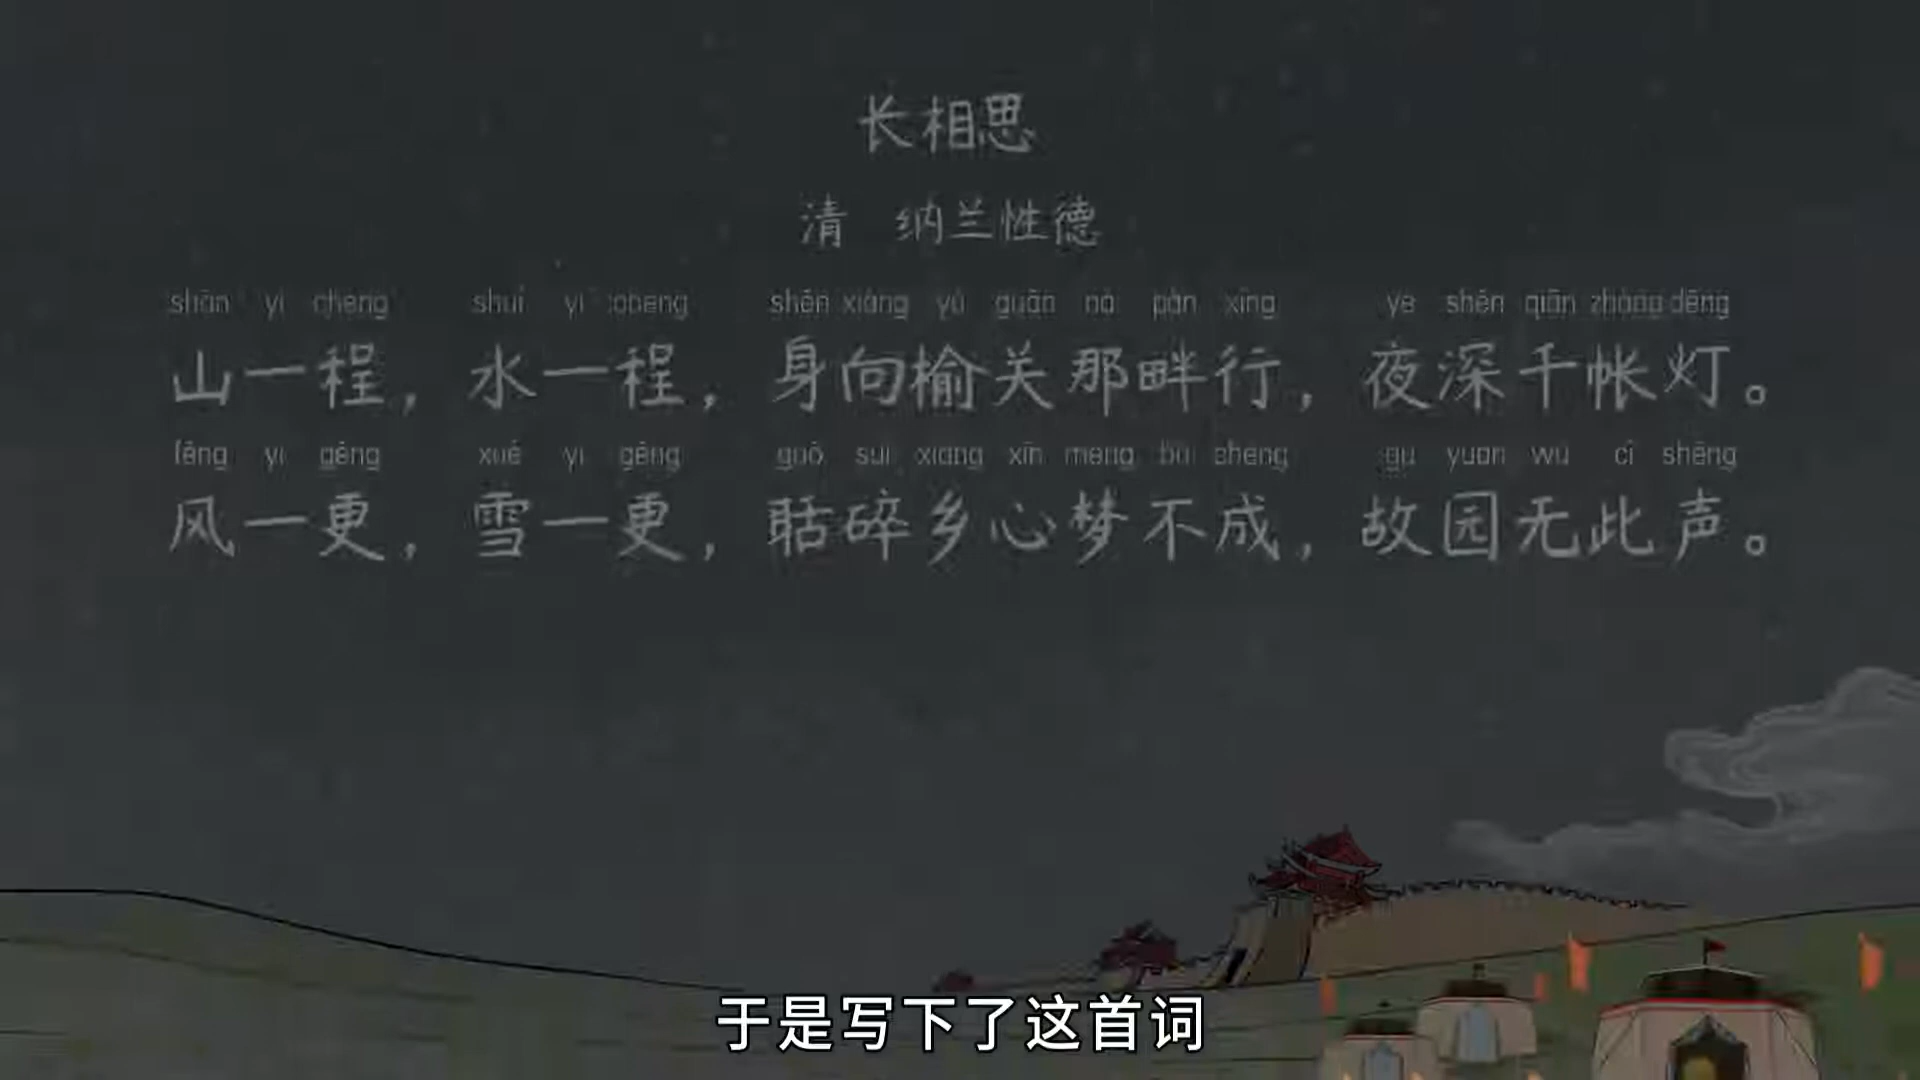 长相思
清 纳兰性德
shān yì chéng shuǐ yì chéng shēn xiàng yú guān nà pàn xíng yè shēn qiān zhàng dēng
山一程，水一程，身向榆关那畔行，夜深千帐灯。
fēng yì gēng xuě yì gēng guō suì xiāng xīn mèng bù chéng gù yuán wú cǐ shēng
风一更，雪一更，聒碎乡心梦不成，故园无此声。
于是写下了这首词